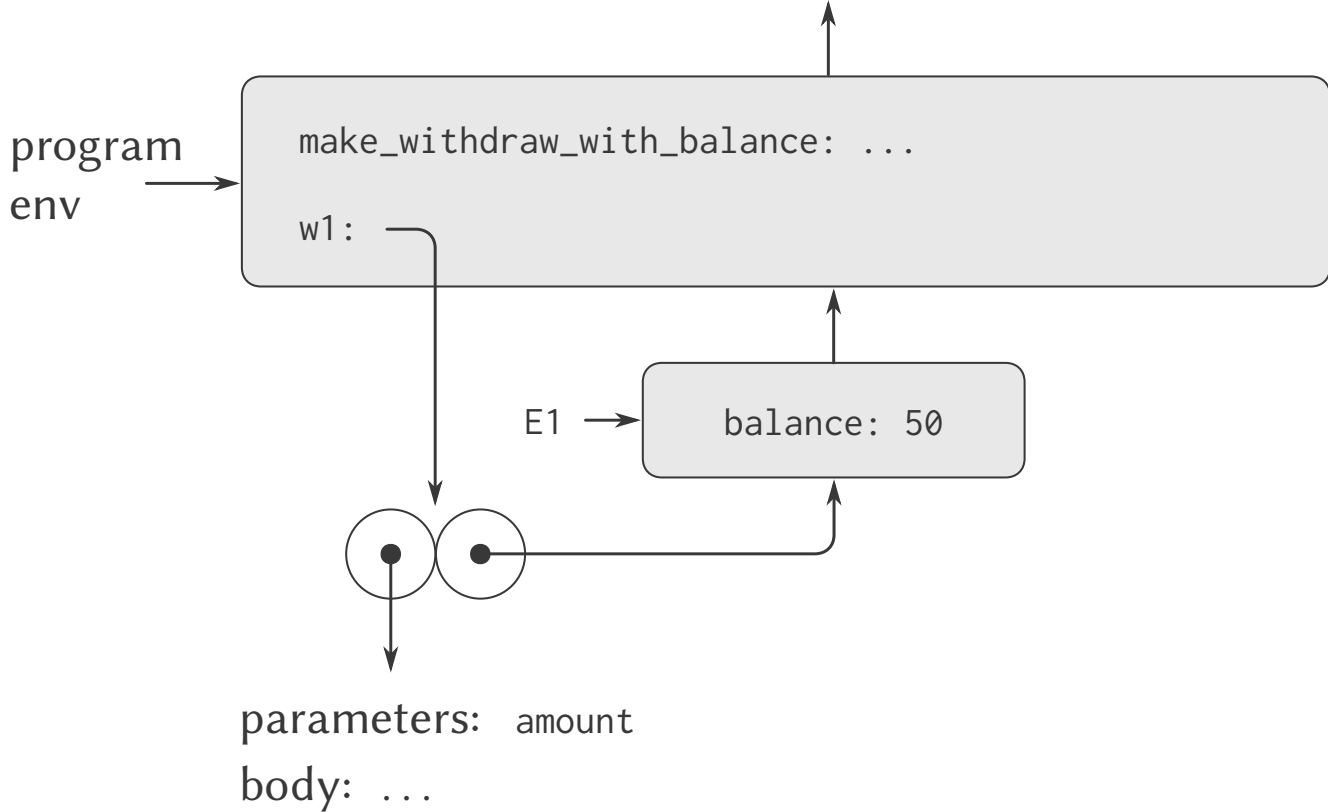 program
env
make_withdraw_with_balance: ...
w1:
E1
balance: 50
parameters: amount
body: ...